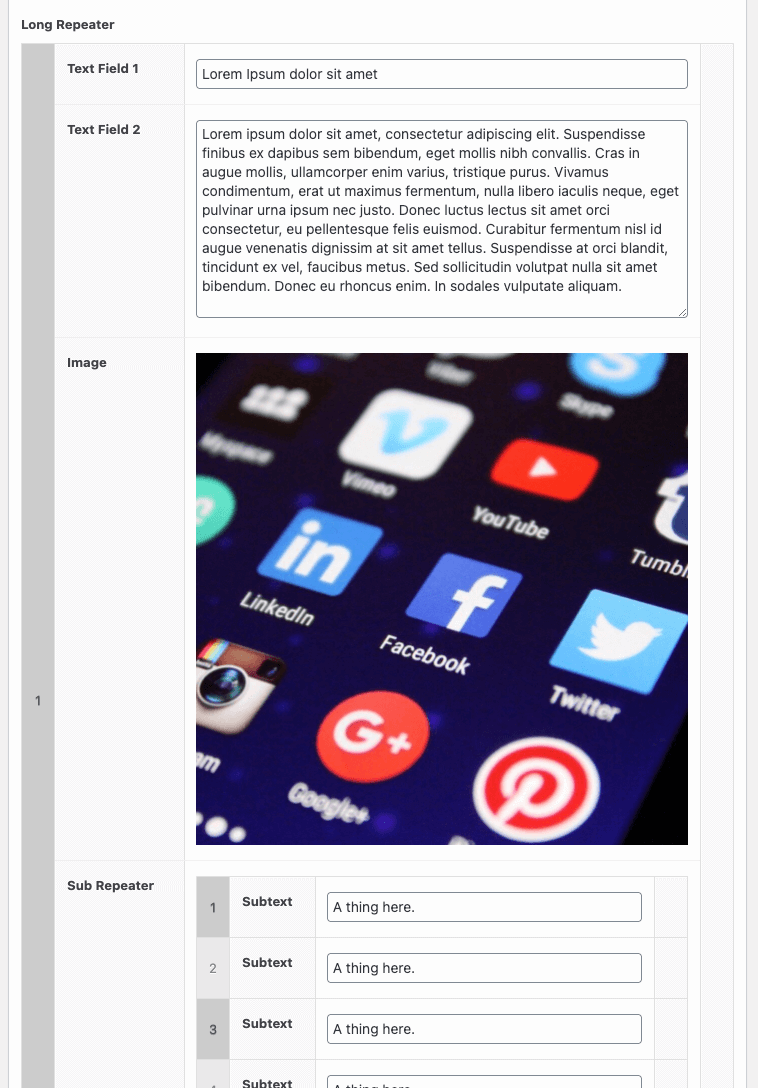 Long Repeater
Text Field 1
Lorem Ipsum dolor sit amet
Text Field 2
Lorem ipsum dolor sit amet, consectetur adipiscing elit. Suspendisse
finibus ex dapibus sem bibendum, eget mollis nibh convallis. Cras in
augue mollis, ullamcorper enim varius, tristique purus. Vivamus
condimentum, erat ut maximus fermentum, nulla libero iaculis neque, eget
pulvinar urna ipsum nec justo. Donec luctus lectus sit amet orci
consectetur, eu pellentesque felis euismod. Curabitur fermentum nisl id
augue venenatis dignissim at sit amet tellus. Suspendisse at orci blandit,
tincidunt ex vel, faucibus metus. Sed sollicitudin volutpat nulla sit amet
bibendum. Donec eu rhoncus enim. In sodales vulputate aliquam.
Image
Viber
Skype
Myspace
Vimeo
YouTube
Tumbl
in
LinkedIn
f
Facebook
Twitter
am
G+
Google+
1
Sub Repeater
1
Subtext
A thing here.
2
Subtext
A thing here.
3
Subtext
A thing here.
Subtext
A thing here.